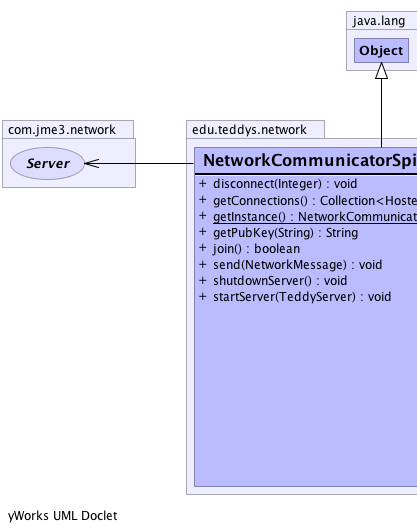 java.lang
Object
com.jme3.network
Server
edu.teddys.network
NetworkCommunicatorSpi
+ disconnect(Integer) : void
+ getConnections() : Collection<Hoste
+ getInstance() : NetworkCommunicat
+ getPubKey(String) : String
+ join() : boolean
+ send(NetworkMessage) : void
+ shutdownServer() : void
+ startServer(TeddyServer) : void
yWorks UML Doclet